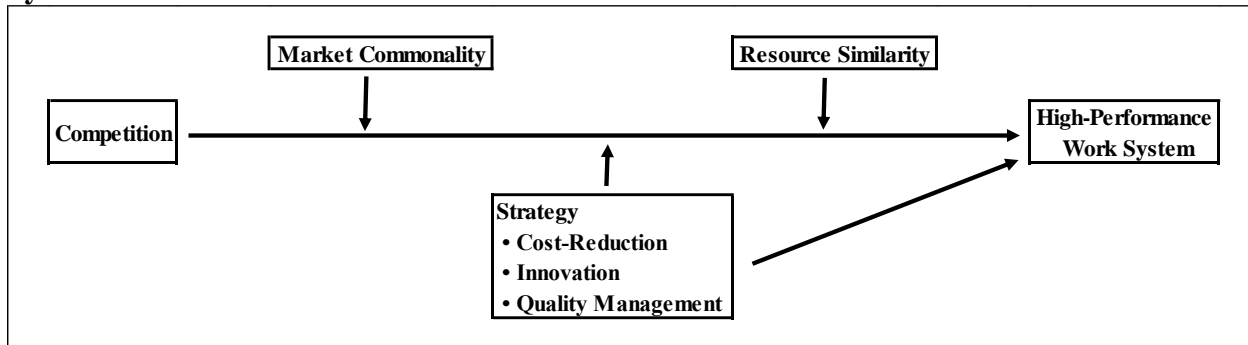 Market Commonality
Resource Similarity
Competition
High-Performance
Work System
Strategy
• Cost-Reduction
• Innovation
• Quality Management